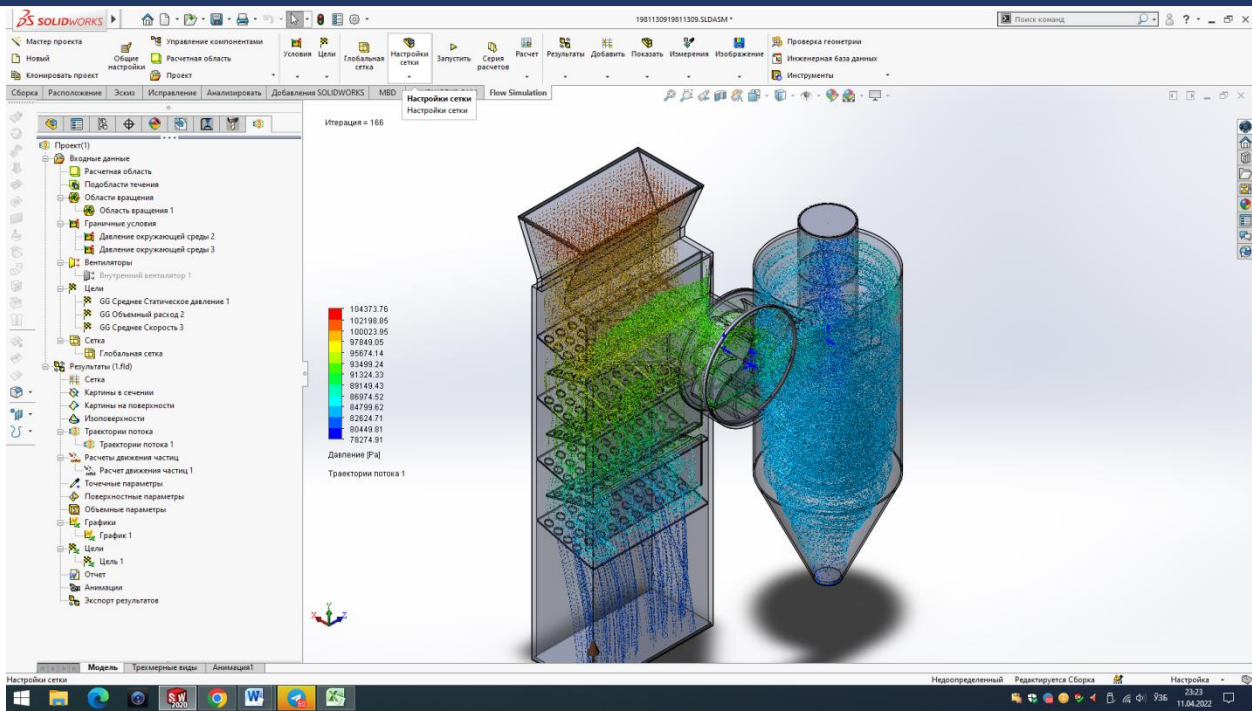 SOLIDWORKS
1981130919811309.SLDASM *
Поиск команд
Мастер проекта
Новый
Клонировать проект
Общие настройки
Управление компонентами
Расчетная область
Проект
Условия
Цели
Глобальная сетка
Настройки сетки
Запустить
Серия расчетов
Расчет
Результаты
Добавить
Показать
Измерения
Изображение
Проверка геометрии
Инженерная база данных
Инструменты
Сборка
Расположение
Эскиз
Исправление
Анализировать
Добавления SOLIDWORKS
MBD
Flow Simulation
Настройки сетки
Настройки сетки
Итерация = 166
Проект(1)
Входные данные
Расчетная область
Подобласти течения
Области вращения
Область вращения 1
Граничные условия
Давление окружающей среды 2
Давление окружающей среды 3
Вентиляторы
Внутренний вентилятор 1
Цели
GG Среднее Статическое давление 1
GG Объемный расход 2
GG Среднее Скорость 3
Сетка
Глобальная сетка
Результаты (1.fld)
Сетка
Картины в сечении
Картины на поверхности
Изоповерхности
Траектории потока
Траектории потока 1
Расчеты движения частиц
Расчет движения частиц 1
Точечные параметры
Поверхностные параметры
Объемные параметры
Графики
График 1
Цели
Цель 1
Отчет
Анимации
Экспорт результатов
104373.76
102198.85
100023.95
97849.05
95674.14
93499.24
91324.33
89149.43
86974.52
84799.62
82624.71
80449.81
78274.91
Давление [Pa]
Траектории потока 1
Y
X
Z
Модель
Трехмерные виды
Анимация1
Настройки сетки
Недоопределенный
Редактируется Сборка
Настройка
ЎЗБ
23:23
11.04.2022